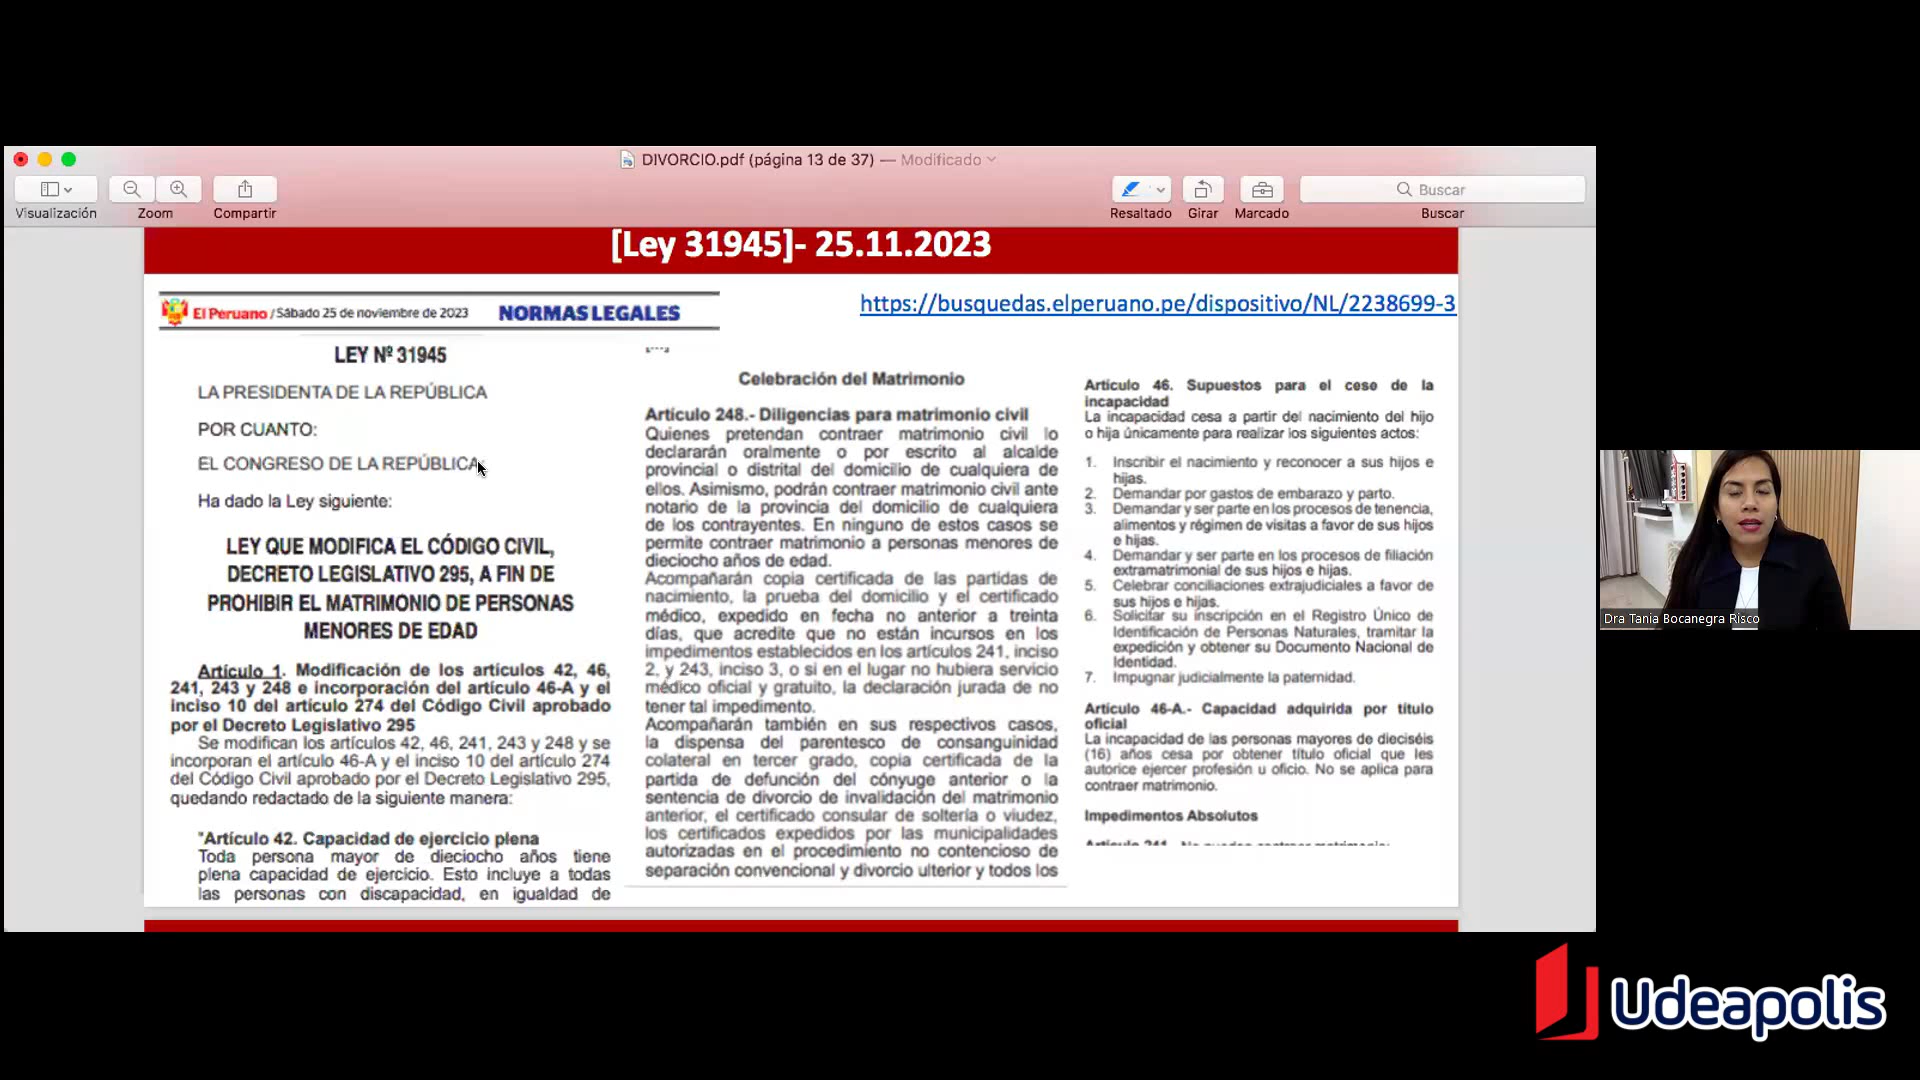 DIVORCIO.pdf (página 13 de 37) — Modificado
Buscar
Visualización
Zoom
Compartir
Resaltado
Girar
Marcado
Buscar
[Ley 31945]- 25.11.2023
El Peruano / Sábado 25 de noviembre de 2023
NORMAS LEGALES
https://busquedas.elperuano.pe/dispositivo/NL/2238699-3
LEY Nº 31945
LA PRESIDENTA DE LA REPÚBLICA
POR CUANTO:
EL CONGRESO DE LA REPÚBLICA;
Ha dado la Ley siguiente:
LEY QUE MODIFICA EL CÓDIGO CIVIL,
DECRETO LEGISLATIVO 295, A FIN DE
PROHIBIR EL MATRIMONIO DE PERSONAS
MENORES DE EDAD
Artículo 1. Modificación de los artículos 42, 46,
241, 243 y 248 e incorporación del artículo 46-A y el
inciso 10 del artículo 274 del Código Civil aprobado
por el Decreto Legislativo 295
Se modifican los artículos 42, 46, 241, 243 y 248 y se
incorporan el artículo 46-A y el inciso 10 del artículo 274
del Código Civil aprobado por el Decreto Legislativo 295,
quedando redactado de la siguiente manera:
"Artículo 42. Capacidad de ejercicio plena
Toda persona mayor de dieciocho años tiene
plena capacidad de ejercicio. Esto incluye a todas
las personas con discapacidad, en igualdad de
Celebración del Matrimonio
Artículo 248.- Diligencias para matrimonio civil
Quienes pretendan contraer matrimonio civil lo
declararán oralmente o por escrito al alcalde
provincial o distrital del domicilio de cualquiera de
ellos. Asimismo, podrán contraer matrimonio civil ante
notario de la provincia del domicilio de cualquiera
de los contrayentes. En ninguno de estos casos se
permite contraer matrimonio a personas menores de
dieciocho años de edad.
Acompañarán copia certificada de las partidas de
nacimiento, la prueba del domicilio y el certificado
médico, expedido en fecha no anterior a treinta
días, que acredite que no están incursos en los
impedimentos establecidos en los artículos 241, inciso
2, y 243, inciso 3, o si en el lugar no hubiera servicio
médico oficial y gratuito, la declaración jurada de no
tener tal impedimento.
Acompañarán también en sus respectivos casos,
la dispensa del parentesco de consanguinidad
colateral en tercer grado, copia certificada de la
partida de defunción del cónyuge anterior o la
sentencia de divorcio de invalidación del matrimonio
anterior, el certificado consular de soltería o viudez,
los certificados expedidos por las municipalidades
autorizadas en el procedimiento no contencioso de
separación convencional y divorcio ulterior y todos los
Artículo 46. Supuestos para el cese de la
incapacidad
La incapacidad cesa a partir del nacimiento del hijo
o hija únicamente para realizar los siguientes actos:
1. Inscribir el nacimiento y reconocer a sus hijos e
hijas.
2. Demandar por gastos de embarazo y parto.
3. Demandar y ser parte en los procesos de tenencia,
alimentos y régimen de visitas a favor de sus hijos
e hijas.
4. Demandar y ser parte en los procesos de filiación
extramatrimonial de sus hijos e hijas.
5. Celebrar conciliaciones extrajudiciales a favor de
sus hijos e hijas.
6. Solicitar su inscripción en el Registro Único de
Identificación de Personas Naturales, tramitar la
expedición y obtener su Documento Nacional de
Identidad.
7. Impugnar judicialmente la paternidad.
Artículo 46-A.- Capacidad adquirida por título
oficial
La incapacidad de las personas mayores de dieciséis
(16) años cesa por obtener título oficial que les
autorice ejercer profesión u oficio. No se aplica para
contraer matrimonio.
Impedimentos Absolutos
Dra Tania Bocanegra Risco
Udeapolis